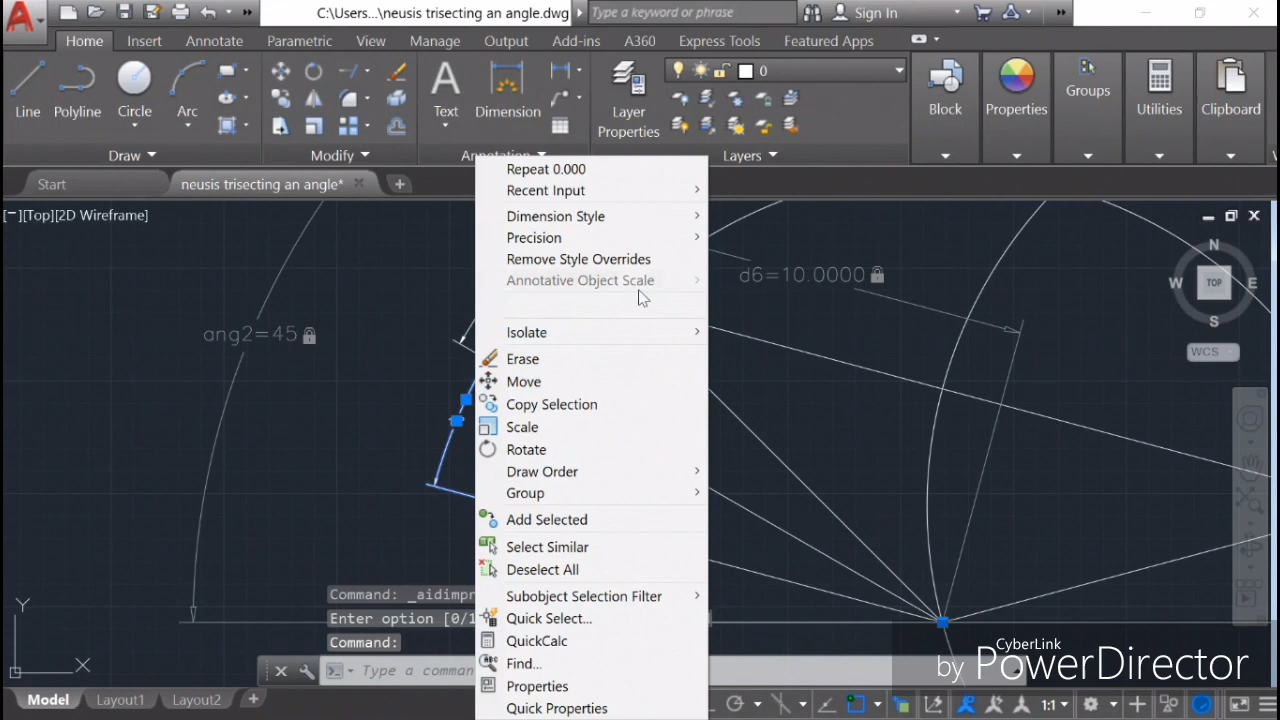 C:\Users...\neusis trisecting an angle.dwg
Type a keyword or phrase
Sign In
Home
Insert
Annotate
Parametric
View
Manage
Output
Add-ins
A360
Express Tools
Featured Apps
0
Line
Polyline
Circle
Arc
Text
Dimension
Layer
Properties
Block
Properties
Groups
Utilities
Clipboard
Draw
Modify
Annotation
Layers
Start
neusis trisecting an angle*
[−][Top][2D Wireframe]
Repeat 0.000
Recent Input
Dimension Style
Precision
Remove Style Overrides
Annotative Object Scale
Isolate
Erase
Move
Copy Selection
Scale
Rotate
Draw Order
Group
Add Selected
Select Similar
Deselect All
Subobject Selection Filter
Quick Select...
QuickCalc
Find...
Properties
Quick Properties
ang2=45
d6=10.0000
N
W
TOP
E
S
WCS
Y
X
Command: _aidimpr
Enter option [0/1
Command:
Type a comman
CyberLink
by PowerDirector
Model
Layout1
Layout2
1:1